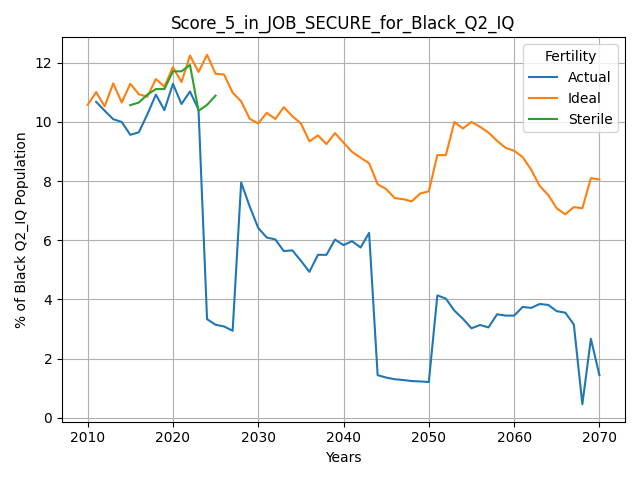 Score_5_in_JOB_SECURE_for_Black_Q2_IQ
Fertility
Actual
Ideal
Sterile
% of Black Q2_IQ Population
12
10
8
6
4
2
0
2010 2020 2030 2040 2050 2060 2070
Years